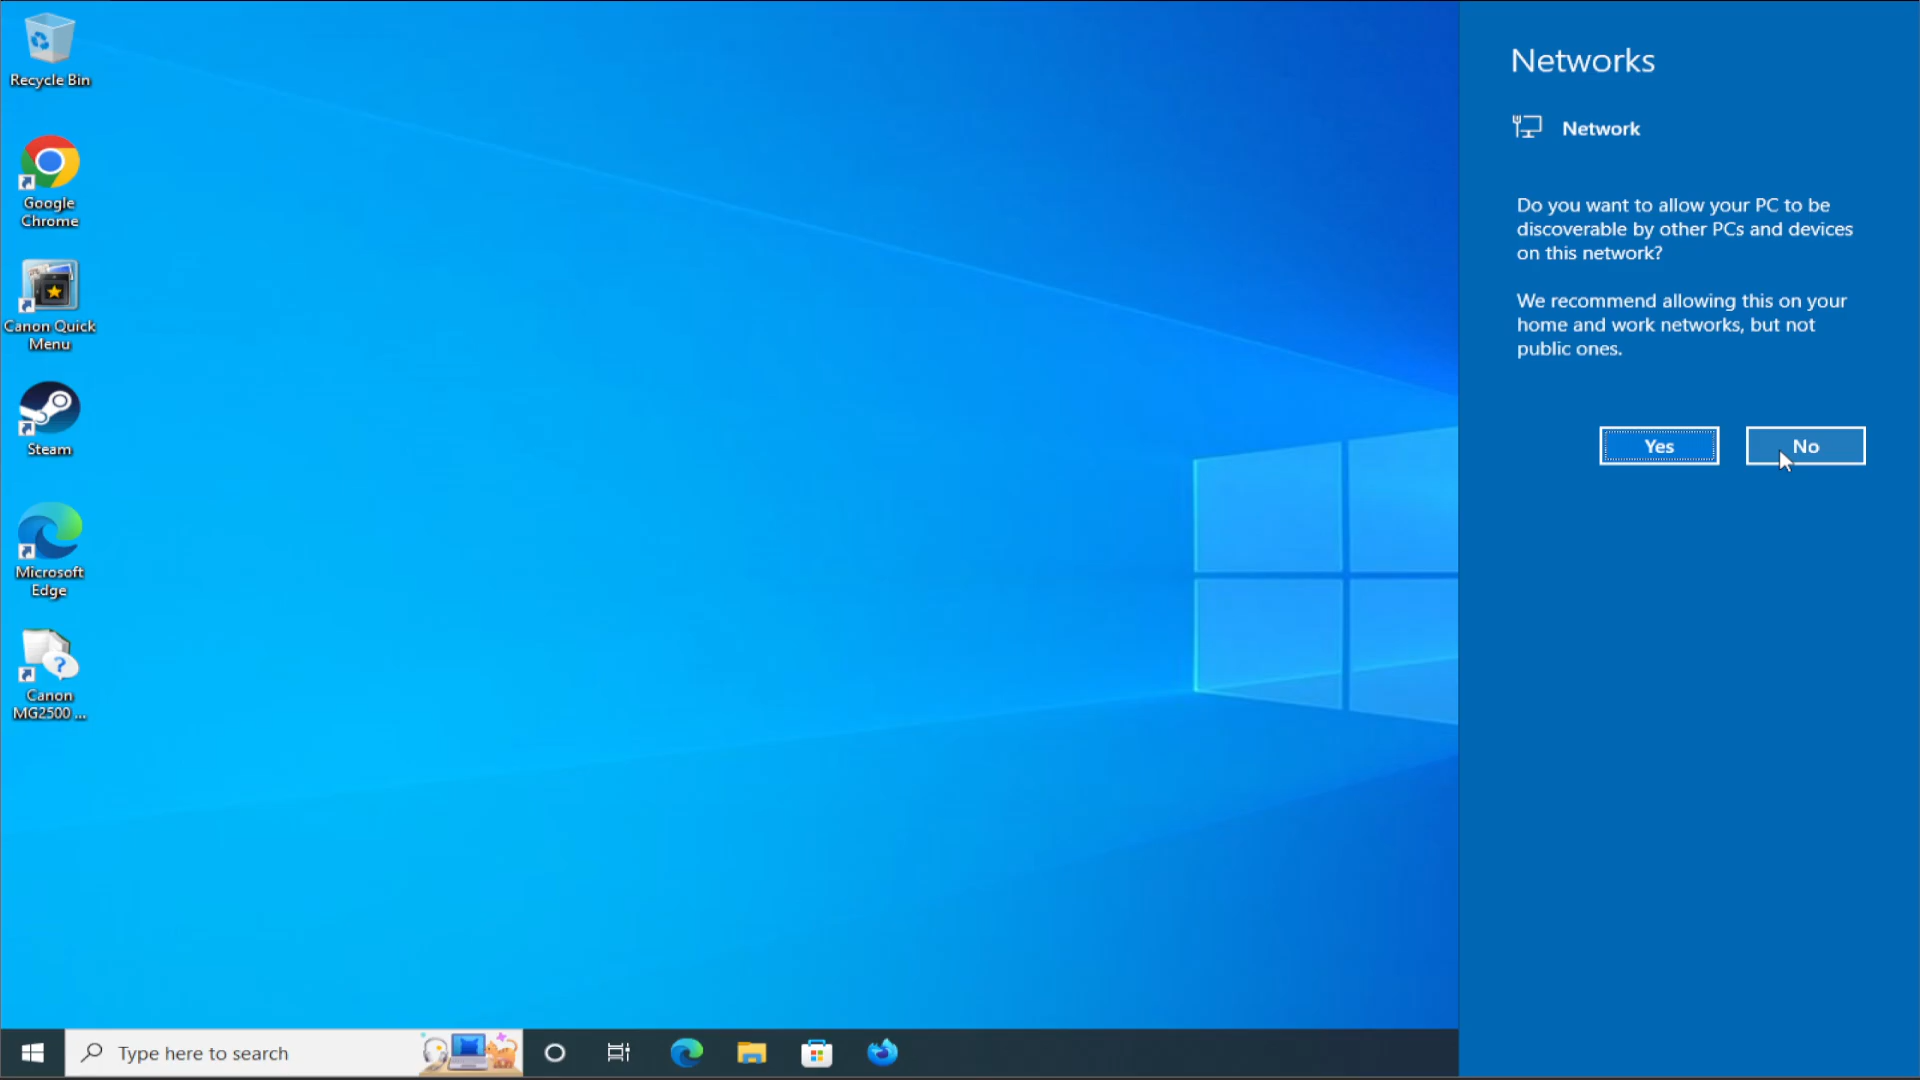 Recycle Bin
Google
Chrome
Canon Quick
Menu
Steam
Microsoft
Edge
Canon
MG2500 ...
Networks
Network
Do you want to allow your PC to be
discoverable by other PCs and devices
on this network?
We recommend allowing this on your
home and work networks, but not
public ones.
Yes
No
Type here to search